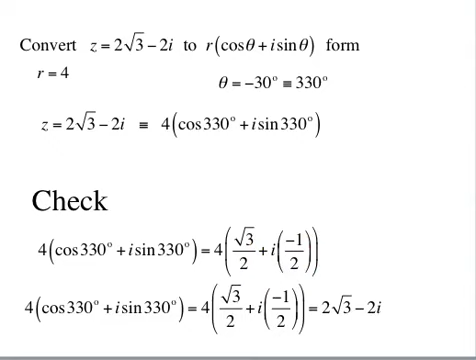 Convert z = 2√3 − 2i to r(cosθ + i sinθ) form
r = 4
θ = −30° ≡ 330°
z = 2√3 − 2i ≡ 4(cos330° + i sin330°)
Check
4(cos330° + i sin330°) = 4(√3/2 + i(−1/2))
4(cos330° + i sin330°) = 4(√3/2 + i(−1/2)) = 2√3 − 2i